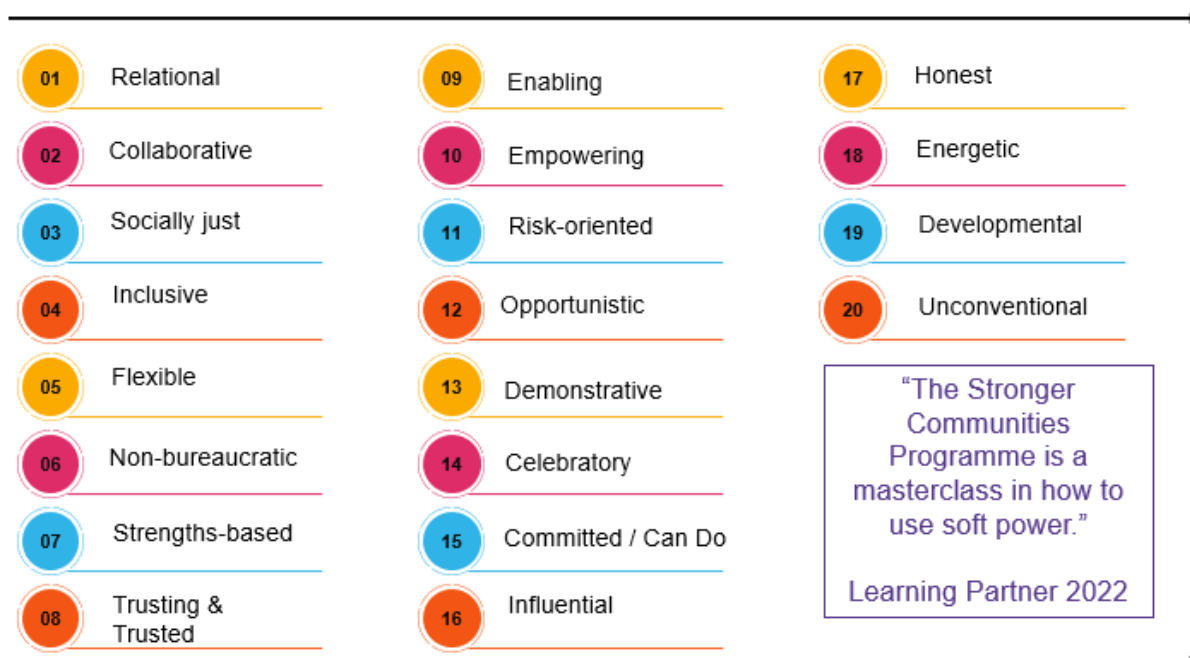 01 Relational
02 Collaborative
03 Socially just
04 Inclusive
05 Flexible
06 Non-bureaucratic
07 Strengths-based
08 Trusting &
Trusted
09 Enabling
10 Empowering
11 Risk-oriented
12 Opportunistic
13 Demonstrative
14 Celebratory
15 Committed / Can Do
16 Influential
17 Honest
18 Energetic
19 Developmental
20 Unconventional
“The Stronger
Communities
Programme is a
masterclass in how to
use soft power.”
Learning Partner 2022